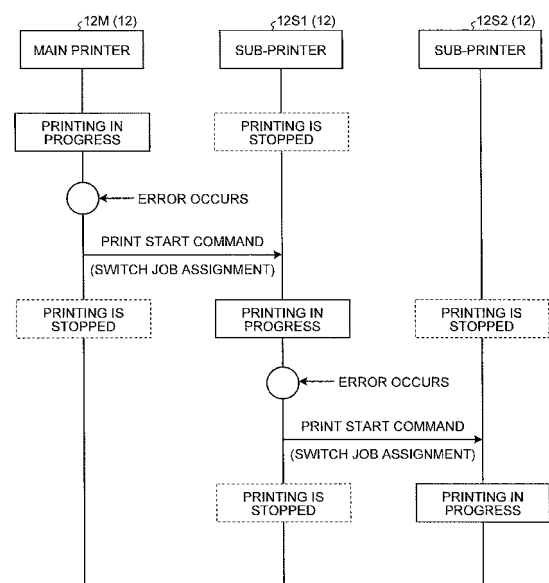 12M (12)
12S1 (12)
12S2 (12)
MAIN PRINTER
SUB-PRINTER
SUB-PRINTER
PRINTING IN
PROGRESS
PRINTING IS
STOPPED
ERROR OCCURS
PRINT START COMMAND
(SWITCH JOB ASSIGNMENT)
PRINTING IS
STOPPED
PRINTING IN
PROGRESS
PRINTING IS
STOPPED
ERROR OCCURS
PRINT START COMMAND
(SWITCH JOB ASSIGNMENT)
PRINTING IS
STOPPED
PRINTING IN
PROGRESS